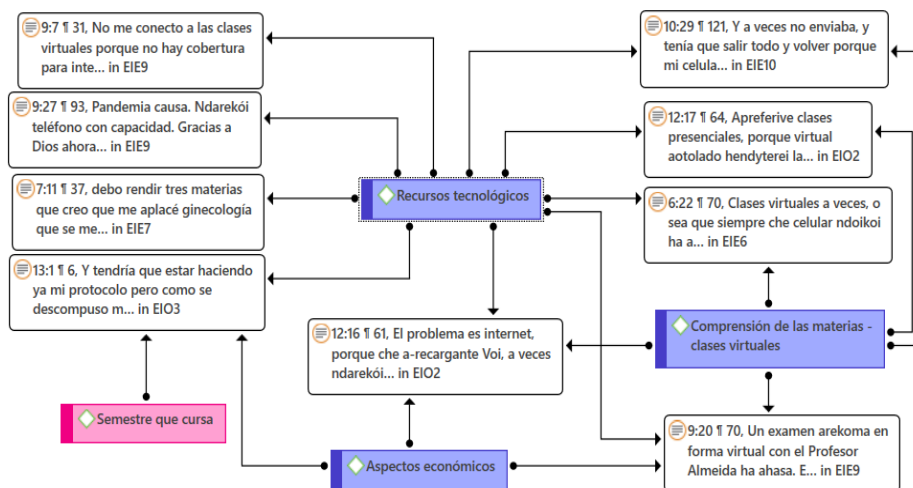 9:7 ¶ 31, No me conecto a las clases
virtuales porque no hay cobertura
para inte... in EIE9
10:29 ¶ 121, Y a veces no enviaba, y
tenía que salir todo y volver porque
mi celula... in EIE10
9:27 ¶ 93, Pandemia causa. Ndarekói
teléfono con capacidad. Gracias a
Dios ahora... in EIE9
12:17 ¶ 64, Apreferive clases
presenciales, porque virtual
aotolado hendyterei la... in EIO2
7:11 ¶ 37, debo rendir tres materias
que creo que me aplacé ginecología
que se me... in EIE7
Recursos tecnológicos
6:22 ¶ 70, Clases virtuales a veces, o
sea que siempre che celular ndoikoi
ha a... in EIE6
13:1 ¶ 6, Y tendría que estar haciendo
ya mi protocolo pero como se
descompuso m... in EIO3
12:16 ¶ 61, El problema es internet,
porque che a-recargante Voi, a veces
ndarekói... in EIO2
Comprensión de las materias -
clases virtuales
Semestre que cursa
Aspectos económicos
9:20 ¶ 70, Un examen arekoma en
forma virtual con el Profesor
Almeida ha ahasa. E... in EIE9